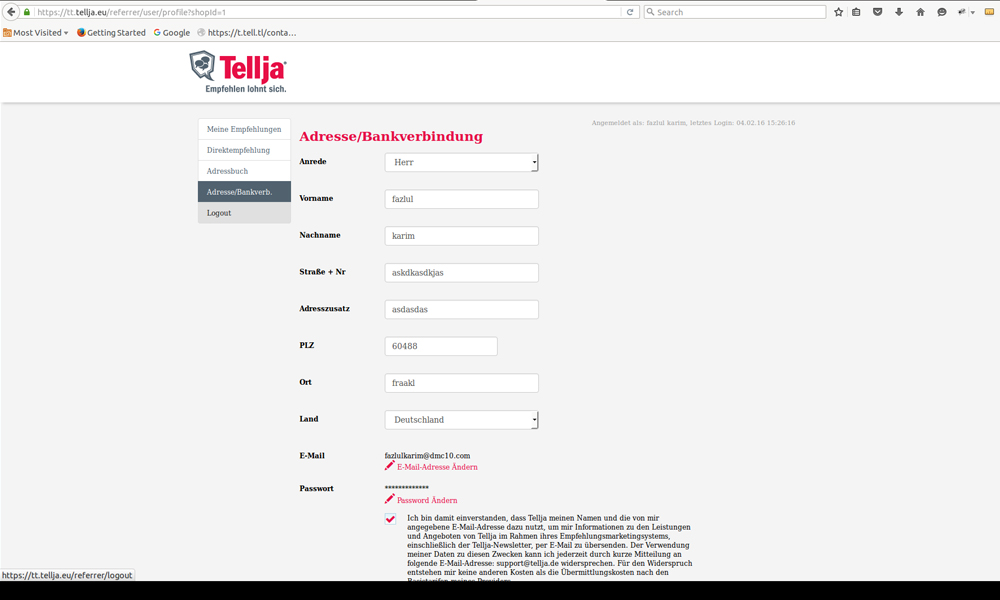 https://tt.tellja.eu/referrer/user/profile?shopId=1
Search
Most Visited
Getting Started
Google
https://t.tell.tl/conta...
Tellja
Empfehlen lohnt sich.
Angemeldet als: fazlul karim, letztes Login: 04.02.16 15:26:16
Meine Empfehlungen
Direktempfehlung
Adressbuch
Adresse/Bankverb.
Logout
Adresse/Bankverbindung
Anrede Herr
Vorname fazlul
Nachname karim
Straße + Nr askdkasdkjas
Adresszusatz asdasdas
PLZ 60488
Ort fraakl
Land Deutschland
E-Mail fazlulkarim@dmc10.com
E-Mail-Adresse Ändern
Passwort *************
Password Ändern
Ich bin damit einverstanden, dass Tellja meinen Namen und die von mir
angegebene E-Mail-Adresse dazu nutzt, um mir Informationen zu den Leistungen
und Angeboten von Tellja im Rahmen ihres Empfehlungsmarketingsystems,
einschließlich der Tellja-Newsletter, per E-Mail zu übersenden. Der Verwendung
meiner Daten zu diesen Zwecken kann ich jederzeit durch kurze Mitteilung an
folgende E-Mail-Adresse: support@tellja.de widersprechen. Für den Widerspruch
entstehen mir keine anderen Kosten als die Übermittlungskosten nach den
https://tt.tellja.eu/referrer/logout